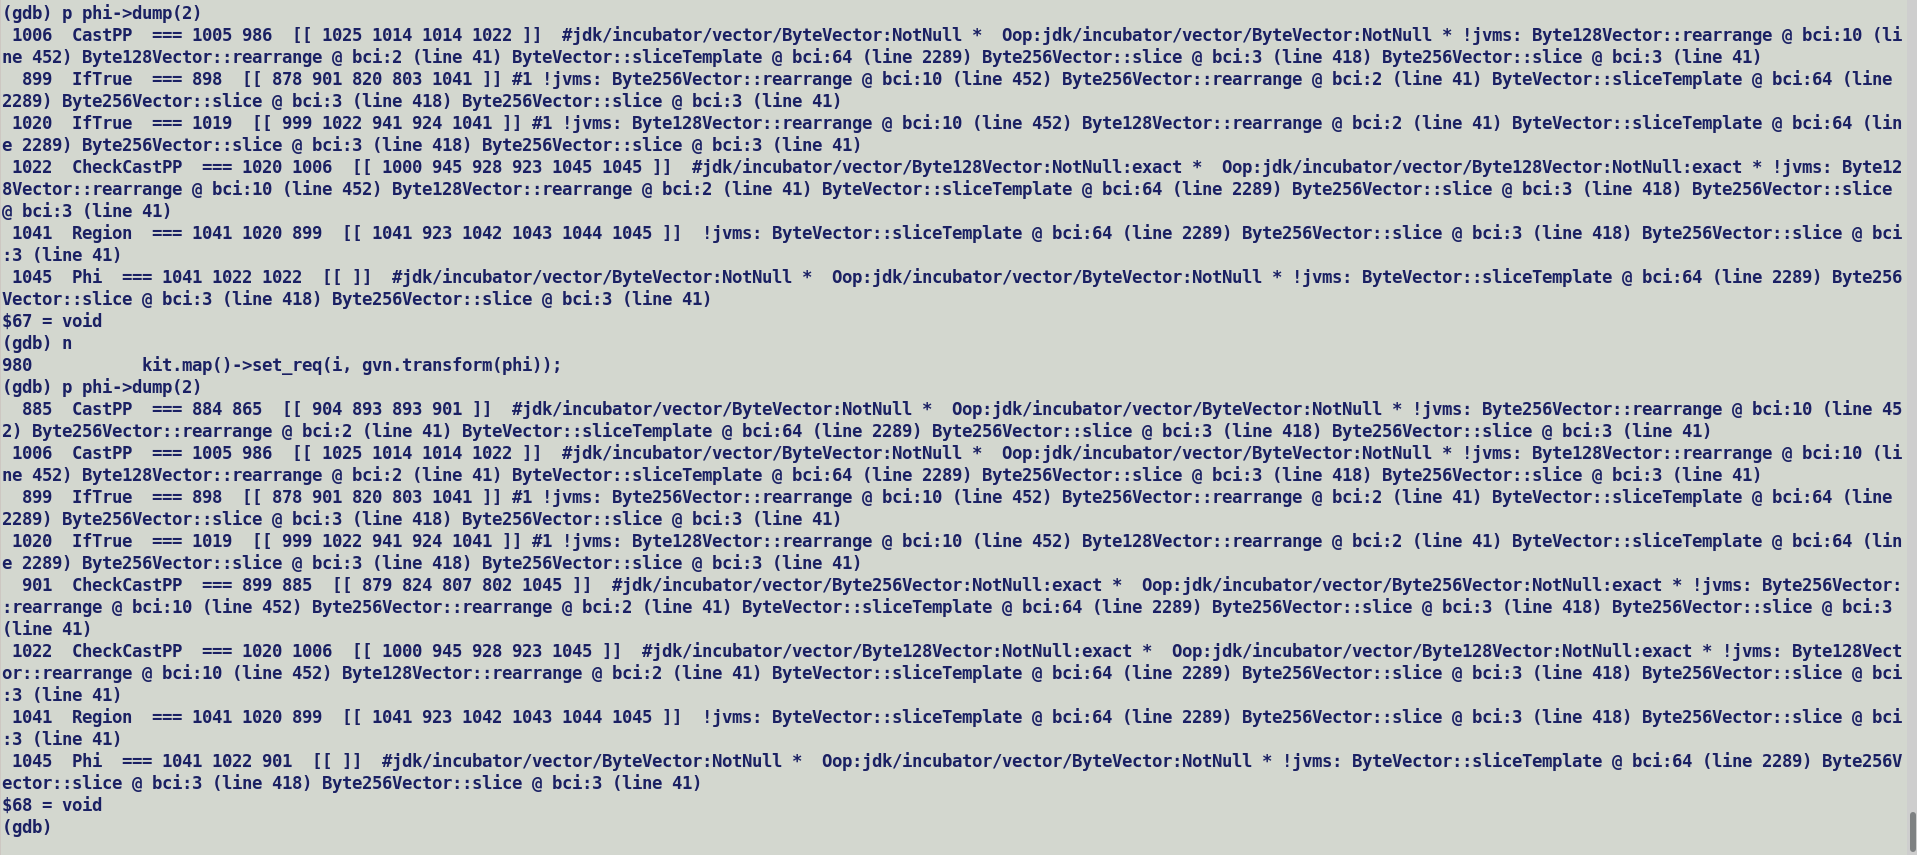 (gdb) p phi->dump(2)
 1006  CastPP  === 1005 986  [[ 1025 1014 1014 1022 ]]  #jdk/incubator/vector/ByteVector:NotNull *  Oop:jdk/incubator/vector/ByteVector:NotNull * !jvms: Byte128Vector::rearrange @ bci:10 (li
ne 452) Byte128Vector::rearrange @ bci:2 (line 41) ByteVector::sliceTemplate @ bci:64 (line 2289) Byte256Vector::slice @ bci:3 (line 418) Byte256Vector::slice @ bci:3 (line 41)
  899  IfTrue  === 898  [[ 878 901 820 803 1041 ]] #1 !jvms: Byte256Vector::rearrange @ bci:10 (line 452) Byte256Vector::rearrange @ bci:2 (line 41) ByteVector::sliceTemplate @ bci:64 (line
2289) Byte256Vector::slice @ bci:3 (line 418) Byte256Vector::slice @ bci:3 (line 41)
 1020  IfTrue  === 1019  [[ 999 1022 941 924 1041 ]] #1 !jvms: Byte128Vector::rearrange @ bci:10 (line 452) Byte128Vector::rearrange @ bci:2 (line 41) ByteVector::sliceTemplate @ bci:64 (lin
e 2289) Byte256Vector::slice @ bci:3 (line 418) Byte256Vector::slice @ bci:3 (line 41)
 1022  CheckCastPP  === 1020 1006  [[ 1000 945 928 923 1045 1045 ]]  #jdk/incubator/vector/Byte128Vector:NotNull:exact *  Oop:jdk/incubator/vector/Byte128Vector:NotNull:exact * !jvms: Byte12
8Vector::rearrange @ bci:10 (line 452) Byte128Vector::rearrange @ bci:2 (line 41) ByteVector::sliceTemplate @ bci:64 (line 2289) Byte256Vector::slice @ bci:3 (line 418) Byte256Vector::slice
@ bci:3 (line 41)
 1041  Region  === 1041 1020 899  [[ 1041 923 1042 1043 1044 1045 ]]  !jvms: ByteVector::sliceTemplate @ bci:64 (line 2289) Byte256Vector::slice @ bci:3 (line 418) Byte256Vector::slice @ bci
:3 (line 41)
 1045  Phi  === 1041 1022 1022  [[ ]]  #jdk/incubator/vector/ByteVector:NotNull *  Oop:jdk/incubator/vector/ByteVector:NotNull * !jvms: ByteVector::sliceTemplate @ bci:64 (line 2289) Byte256
Vector::slice @ bci:3 (line 418) Byte256Vector::slice @ bci:3 (line 41)
$67 = void
(gdb) n
980           kit.map()->set_req(i, gvn.transform(phi));
(gdb) p phi->dump(2)
  885  CastPP  === 884 865  [[ 904 893 893 901 ]]  #jdk/incubator/vector/ByteVector:NotNull *  Oop:jdk/incubator/vector/ByteVector:NotNull * !jvms: Byte256Vector::rearrange @ bci:10 (line 45
2) Byte256Vector::rearrange @ bci:2 (line 41) ByteVector::sliceTemplate @ bci:64 (line 2289) Byte256Vector::slice @ bci:3 (line 418) Byte256Vector::slice @ bci:3 (line 41)
 1006  CastPP  === 1005 986  [[ 1025 1014 1014 1022 ]]  #jdk/incubator/vector/ByteVector:NotNull *  Oop:jdk/incubator/vector/ByteVector:NotNull * !jvms: Byte128Vector::rearrange @ bci:10 (li
ne 452) Byte128Vector::rearrange @ bci:2 (line 41) ByteVector::sliceTemplate @ bci:64 (line 2289) Byte256Vector::slice @ bci:3 (line 418) Byte256Vector::slice @ bci:3 (line 41)
  899  IfTrue  === 898  [[ 878 901 820 803 1041 ]] #1 !jvms: Byte256Vector::rearrange @ bci:10 (line 452) Byte256Vector::rearrange @ bci:2 (line 41) ByteVector::sliceTemplate @ bci:64 (line
2289) Byte256Vector::slice @ bci:3 (line 418) Byte256Vector::slice @ bci:3 (line 41)
 1020  IfTrue  === 1019  [[ 999 1022 941 924 1041 ]] #1 !jvms: Byte128Vector::rearrange @ bci:10 (line 452) Byte128Vector::rearrange @ bci:2 (line 41) ByteVector::sliceTemplate @ bci:64 (lin
e 2289) Byte256Vector::slice @ bci:3 (line 418) Byte256Vector::slice @ bci:3 (line 41)
  901  CheckCastPP  === 899 885  [[ 879 824 807 802 1045 ]]  #jdk/incubator/vector/Byte256Vector:NotNull:exact *  Oop:jdk/incubator/vector/Byte256Vector:NotNull:exact * !jvms: Byte256Vector:
:rearrange @ bci:10 (line 452) Byte256Vector::rearrange @ bci:2 (line 41) ByteVector::sliceTemplate @ bci:64 (line 2289) Byte256Vector::slice @ bci:3 (line 418) Byte256Vector::slice @ bci:3
(line 41)
 1022  CheckCastPP  === 1020 1006  [[ 1000 945 928 923 1045 ]]  #jdk/incubator/vector/Byte128Vector:NotNull:exact *  Oop:jdk/incubator/vector/Byte128Vector:NotNull:exact * !jvms: Byte128Vect
or::rearrange @ bci:10 (line 452) Byte128Vector::rearrange @ bci:2 (line 41) ByteVector::sliceTemplate @ bci:64 (line 2289) Byte256Vector::slice @ bci:3 (line 418) Byte256Vector::slice @ bci
:3 (line 41)
 1041  Region  === 1041 1020 899  [[ 1041 923 1042 1043 1044 1045 ]]  !jvms: ByteVector::sliceTemplate @ bci:64 (line 2289) Byte256Vector::slice @ bci:3 (line 418) Byte256Vector::slice @ bci
:3 (line 41)
 1045  Phi  === 1041 1022 901  [[ ]]  #jdk/incubator/vector/ByteVector:NotNull *  Oop:jdk/incubator/vector/ByteVector:NotNull * !jvms: ByteVector::sliceTemplate @ bci:64 (line 2289) Byte256V
ector::slice @ bci:3 (line 418) Byte256Vector::slice @ bci:3 (line 41)
$68 = void
(gdb)